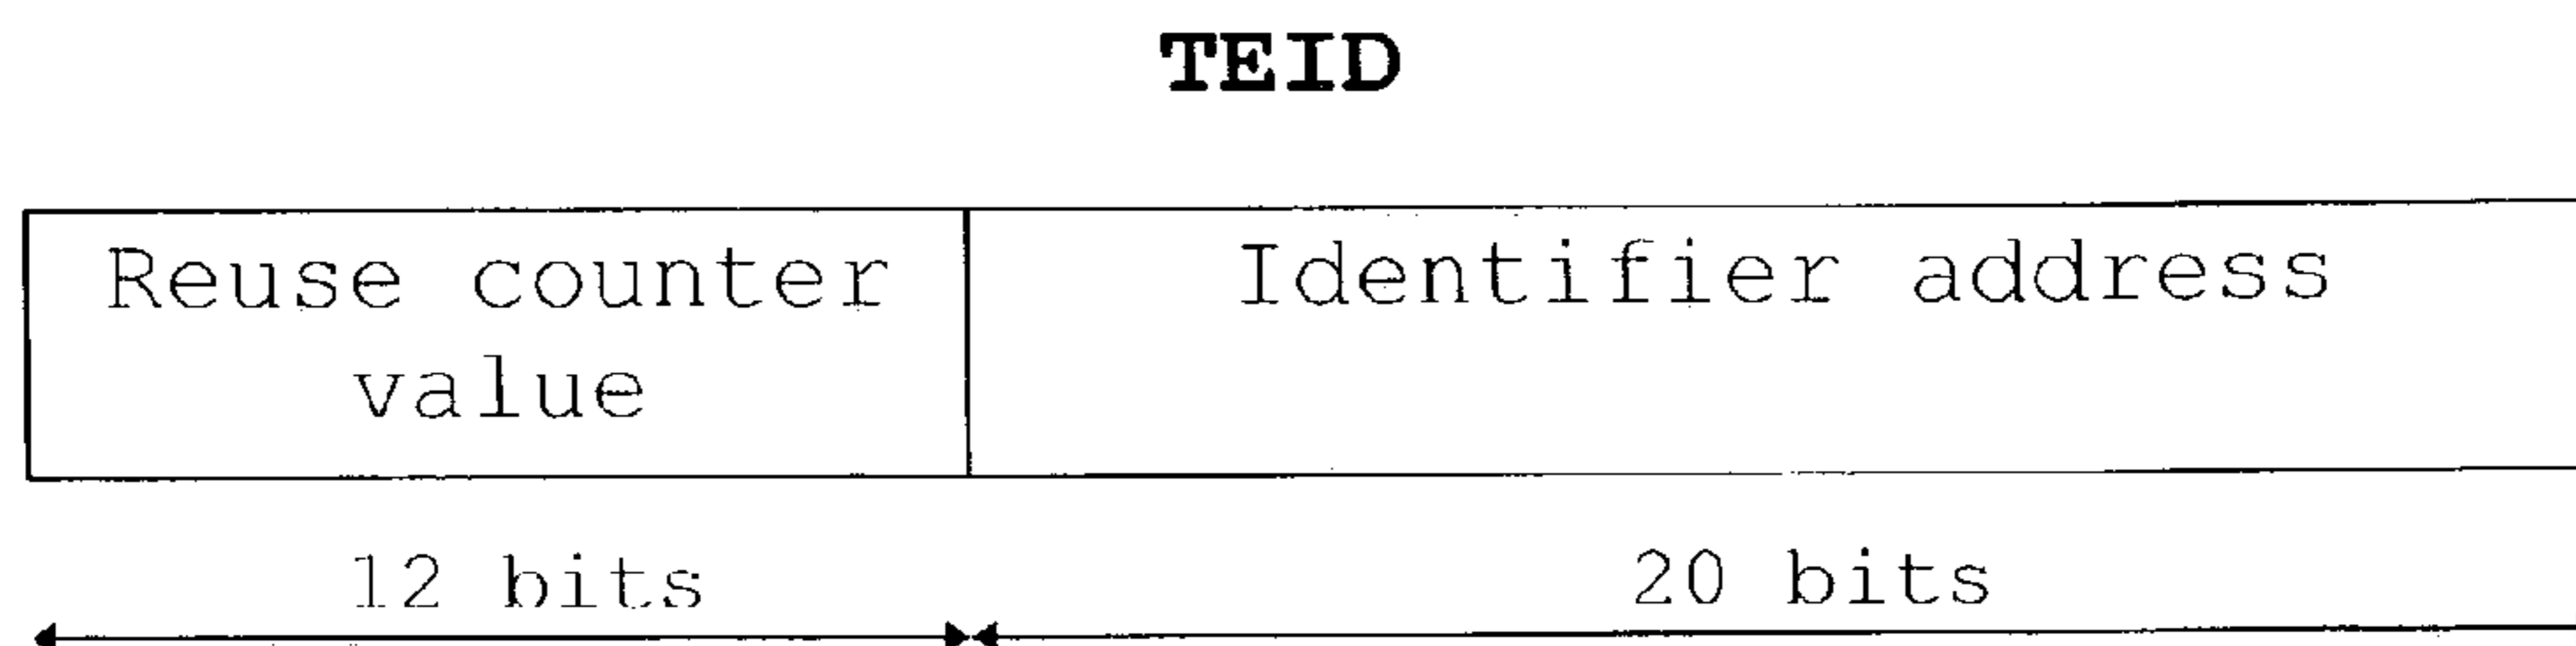 TEID
Reuse counter
value
Identifier address
12 bits
20 bits